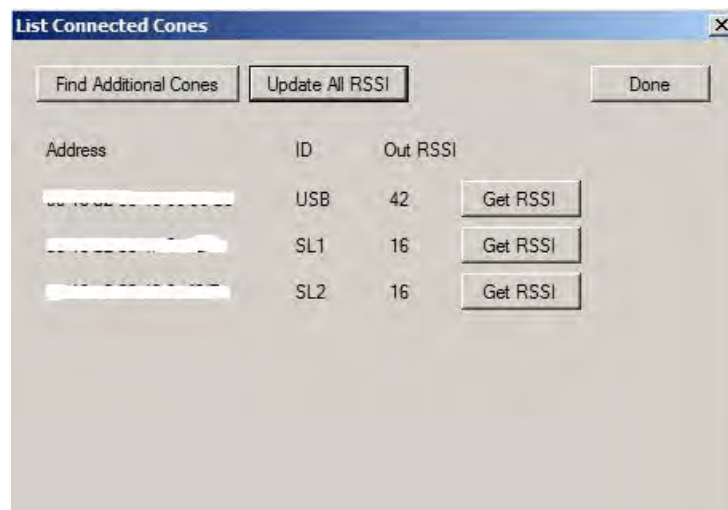 List Connected Cones
Find Additional Cones Update All RSSI Done
Address ID Out RSSI
USB 42 Get RSSI
SL1 16 Get RSSI
SL2 16 Get RSSI